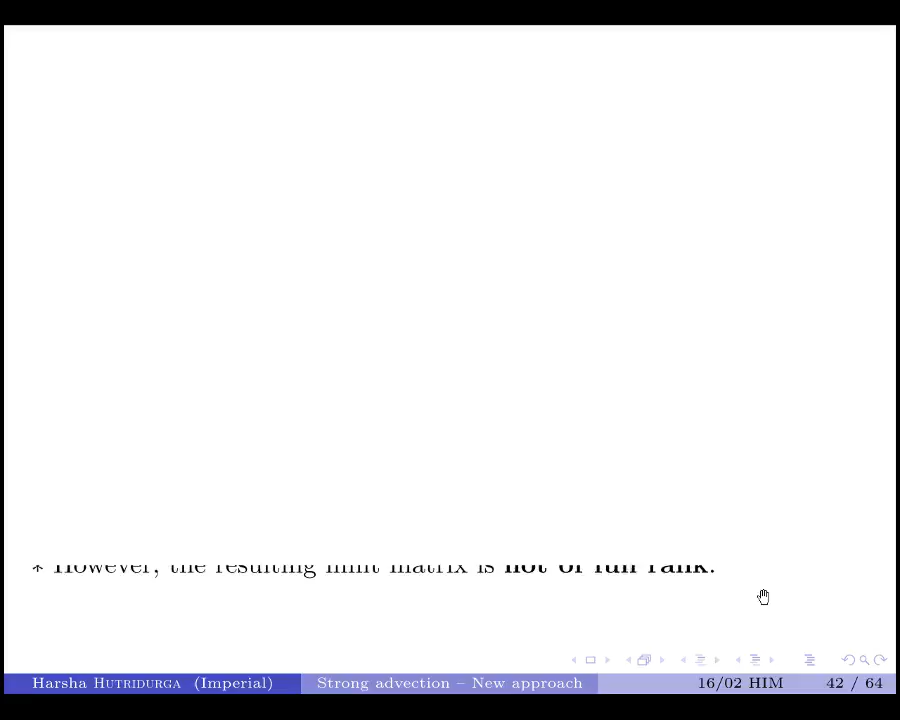 * However, the resulting limit matrix is not of full rank.
Harsha HUTRIDURGA (Imperial) Strong advection – New approach 16/02 HIM 42 / 64